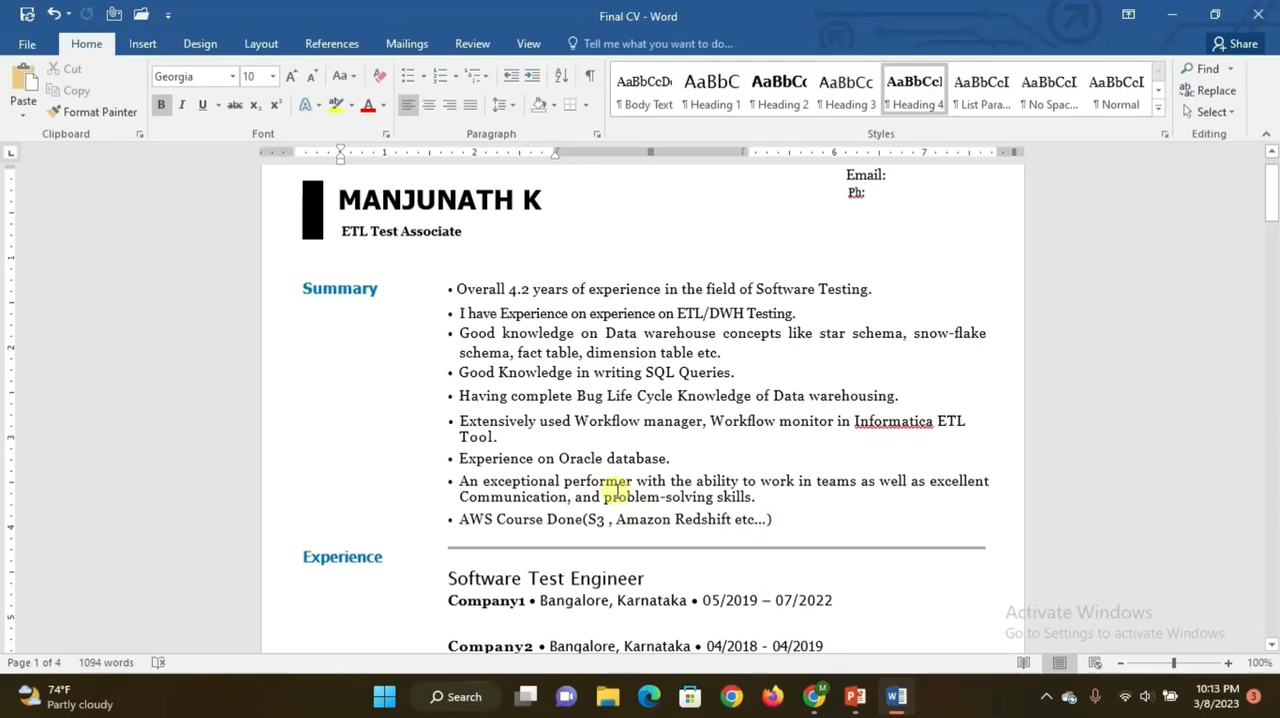 Final CV - Word
File Home Insert Design Layout References Mailings Review View Tell me what you want to do... Share
Paste Cut Copy Format Painter
Georgia 10
AaBbCcDc AaBbC AaBbCc AaBbCc AaBbCcI AaBbCcI AaBbCcI AaBbCcI
¶ Body Text ¶ Heading 1 ¶ Heading 2 ¶ Heading 3 ¶ Heading 4 ¶ List Para... ¶ No Spac... ¶ Normal
Find
Replace
Select
Clipboard Font Paragraph Styles Editing
1 2 6 7 8
Email:
Ph:
MANJUNATH K
ETL Test Associate
Summary
• Overall 4.2 years of experience in the field of Software Testing.
• I have Experience on experience on ETL/DWH Testing.
• Good knowledge on Data warehouse concepts like star schema, snow-flake
schema, fact table, dimension table etc.
• Good Knowledge in writing SQL Queries.
• Having complete Bug Life Cycle Knowledge of Data warehousing.
• Extensively used Workflow manager, Workflow monitor in Informatica ETL
Tool.
• Experience on Oracle database.
• An exceptional performer with the ability to work in teams as well as excellent
Communication, and problem-solving skills.
• AWS Course Done(S3 , Amazon Redshift etc...)
Experience
Software Test Engineer
Company1 • Bangalore, Karnataka • 05/2019 – 07/2022
Company2 • Bangalore, Karnataka • 04/2018 - 04/2019
Activate Windows
Go to Settings to activate Windows.
Page 1 of 4 1094 words 100%
74°F
Partly cloudy
Search
10:13 PM
3/8/2023